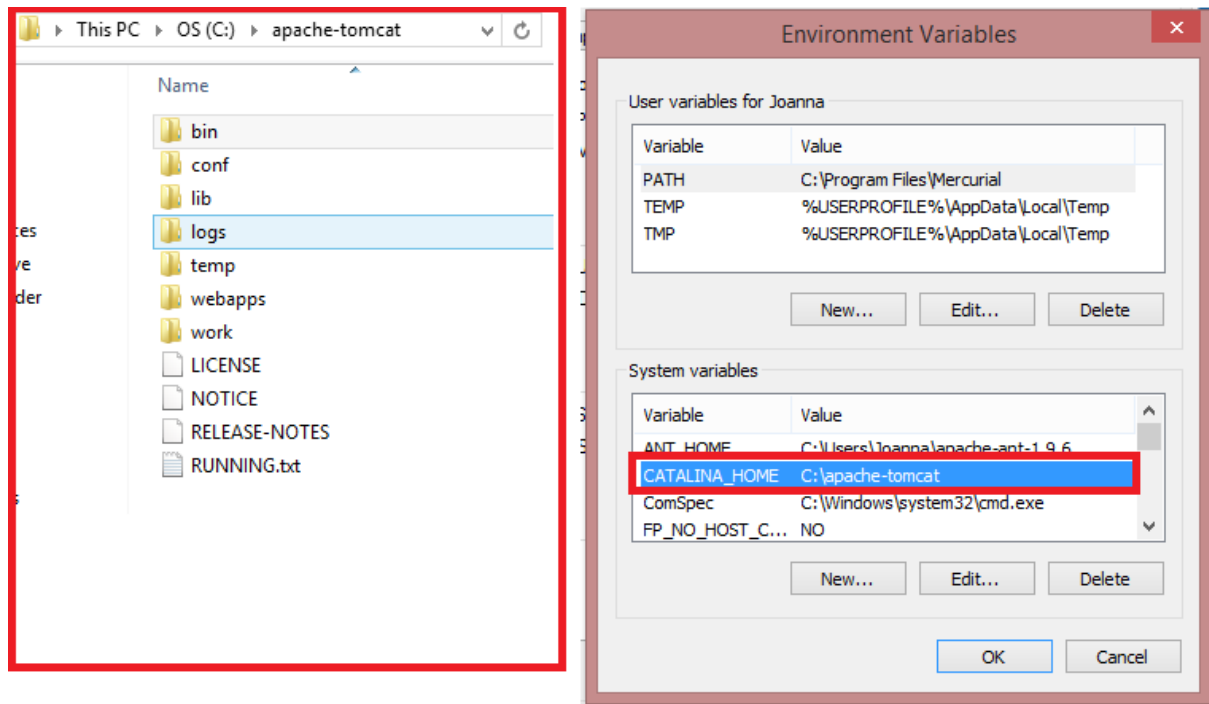 This PC OS (C:) apache-tomcat
Name
bin
conf
lib
logs
temp
webapps
work
LICENSE
NOTICE
RELEASE-NOTES
RUNNING.txt
der
Environment Variables
User variables for Joanna
Variable Value
PATH C:\Program Files\Mercurial
TEMP %USERPROFILE%\AppData\Local\Temp
TMP %USERPROFILE%\AppData\Local\Temp
New... Edit... Delete
System variables
Variable Value
ANT_HOME C:\Users\Joanna\apache-ant-1.9.6
CATALINA_HOME C:\apache-tomcat
ComSpec C:\Windows\system32\cmd.exe
FP_NO_HOST_C... NO
New... Edit... Delete
OK Cancel